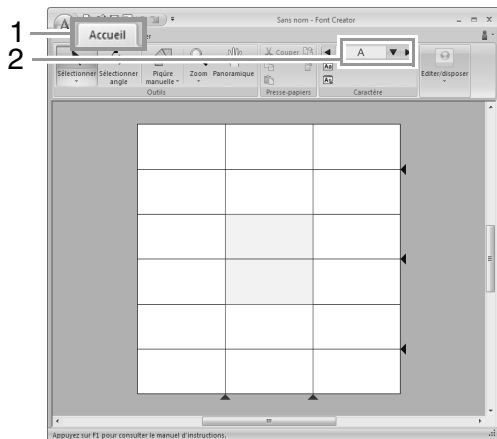 1
Accueil
Sans nom - Font Creator
2
Couper
A
Sélectionner
Sélectionner angle
Piqûre manuelle
Zoom
Panoramique
Editer/disposer
Outils
Presse-papiers
Caractère
Appuyez sur F1 pour consulter le manuel d'instructions.